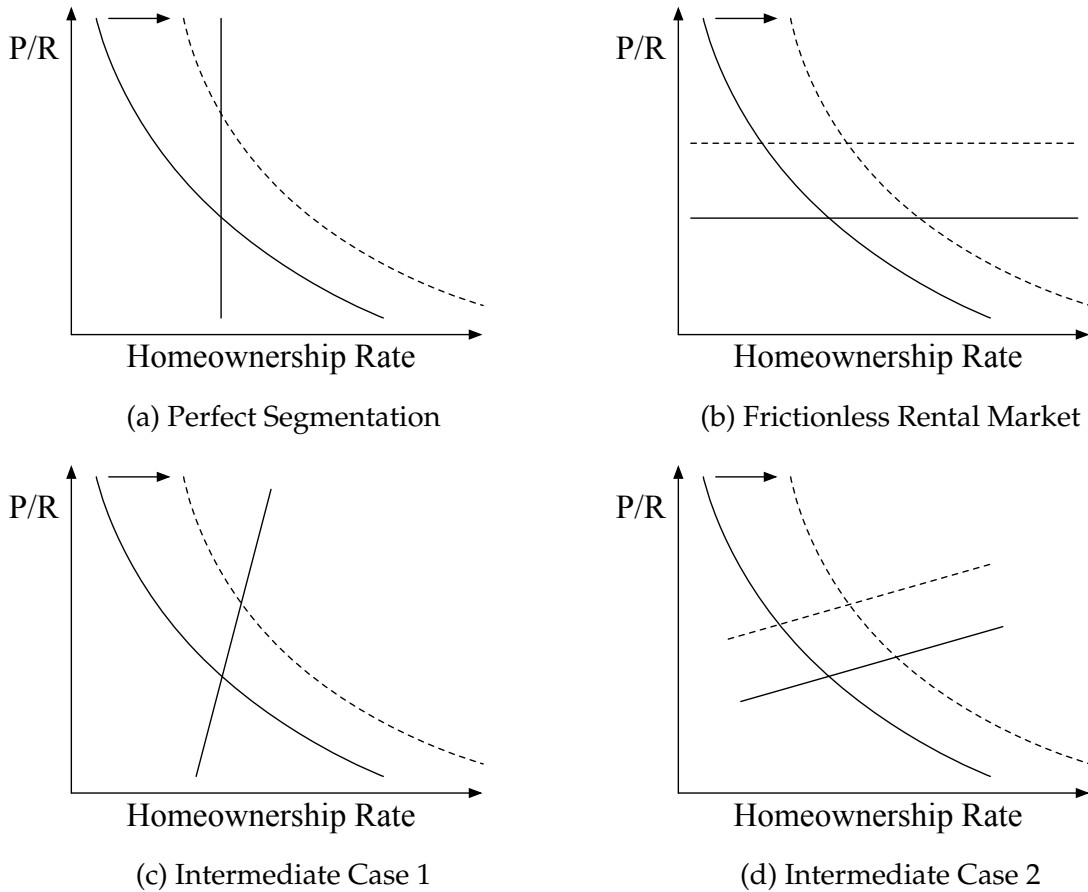 P/R
Homeownership Rate
(a) Perfect Segmentation
P/R
Homeownership Rate
(b) Frictionless Rental Market
P/R
Homeownership Rate
(c) Intermediate Case 1
P/R
Homeownership Rate
(d) Intermediate Case 2